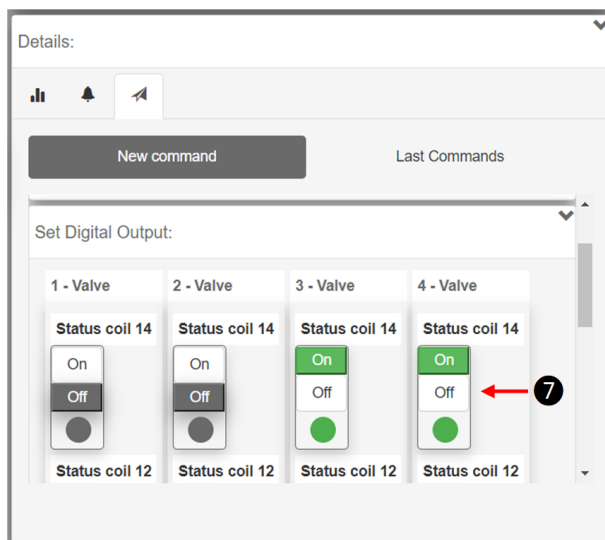 Details:
New command
Last Commands
Set Digital Output:
1 - Valve
2 - Valve
3 - Valve
4 - Valve
Status coil 14
Status coil 14
Status coil 14
Status coil 14
On
On
On
On
Off
Off
Off
Off
7
Status coil 12
Status coil 12
Status coil 12
Status coil 12